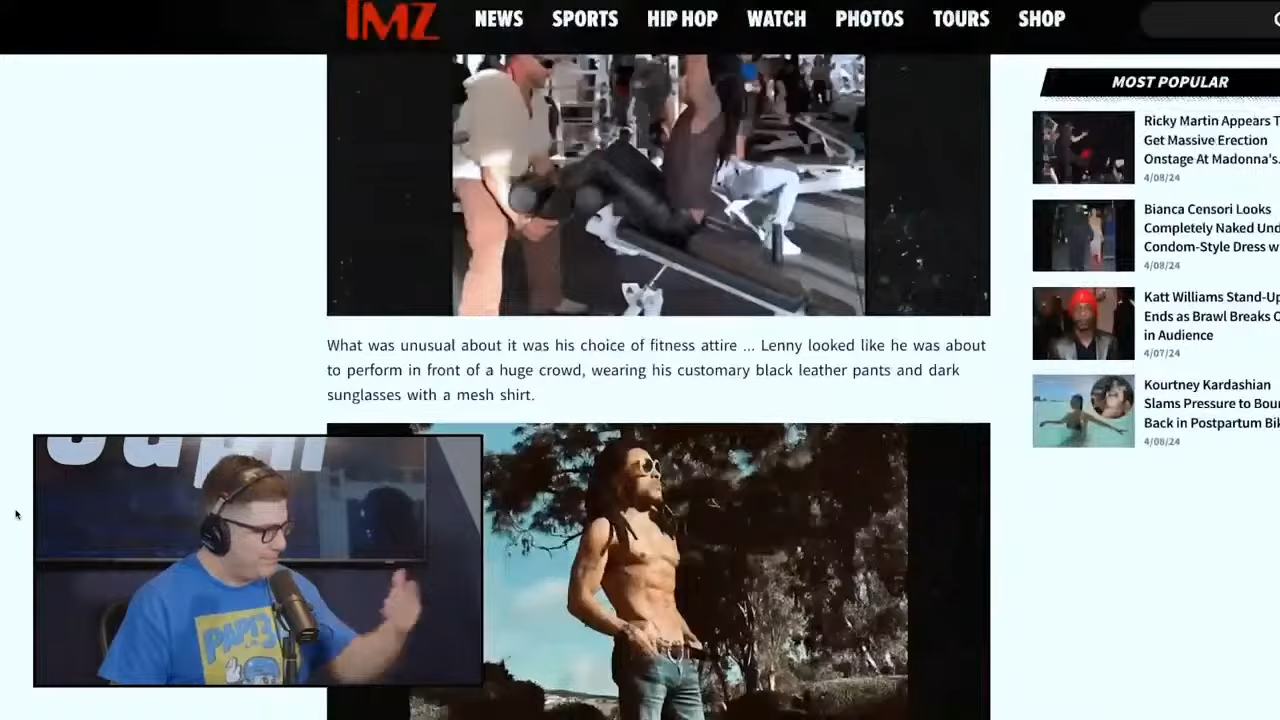 TMZ
NEWS
SPORTS
HIP HOP
WATCH
PHOTOS
TOURS
SHOP
MOST POPULAR
Ricky Martin Appears T
Get Massive Erection
Onstage At Madonna's
4/08/24
Bianca Censori Looks
Completely Naked Und
Condom-Style Dress w
4/08/24
Katt Williams Stand-Up
Ends as Brawl Breaks O
in Audience
4/07/24
Kourtney Kardashian
Slams Pressure to Boun
Back in Postpartum Bik
4/08/24
What was unusual about it was his choice of fitness attire ... Lenny looked like he was about
to perform in front of a huge crowd, wearing his customary black leather pants and dark
sunglasses with a mesh shirt.
PAPI